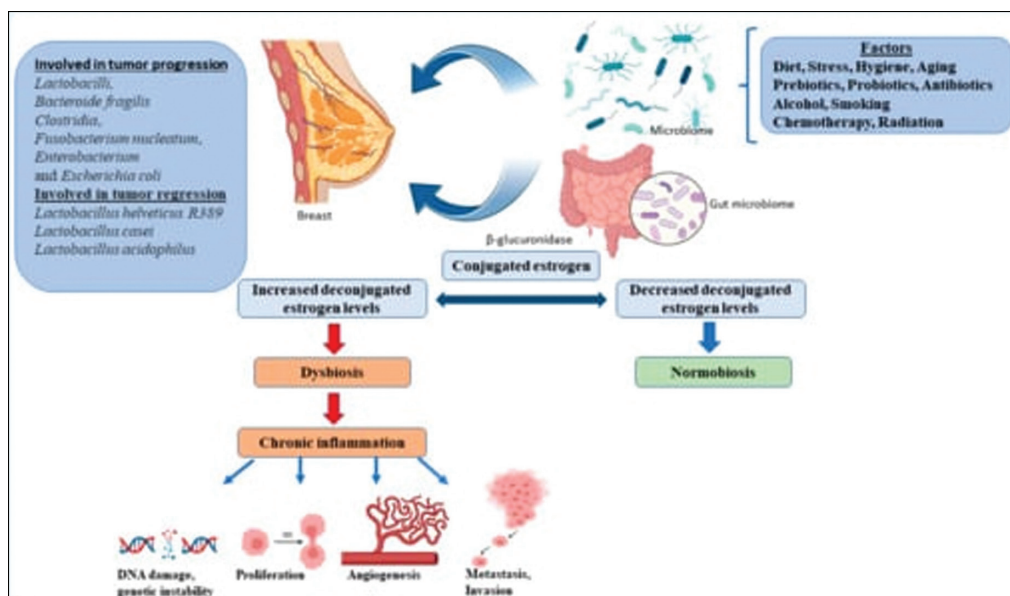 Involved in tumor progression
Lactobacilli,
Bacteroide fragilis
Clostridia,
Fusobacterium nucleatum,
Enterobacterium
and Escherichia coli
Involved in tumor regression
Lactobacillus helveticus R389
Lactobacillus casei
Lactobacillus acidophilus
Breast
Microbiome
Factors
Diet, Stress, Hygiene, Aging
Prebiotics, Probiotics, Antibiotics
Alcohol, Smoking
Chemotherapy, Radiation
Gut microbiome
β-glucuronidase
Conjugated estrogen
Increased deconjugated
estrogen levels
Decreased deconjugated
estrogen levels
Dysbiosis
Normobiosis
Chronic inflammation
DNA damage,
genetic instability
Proliferation
Angiogenesis
Metastasis,
Invasion